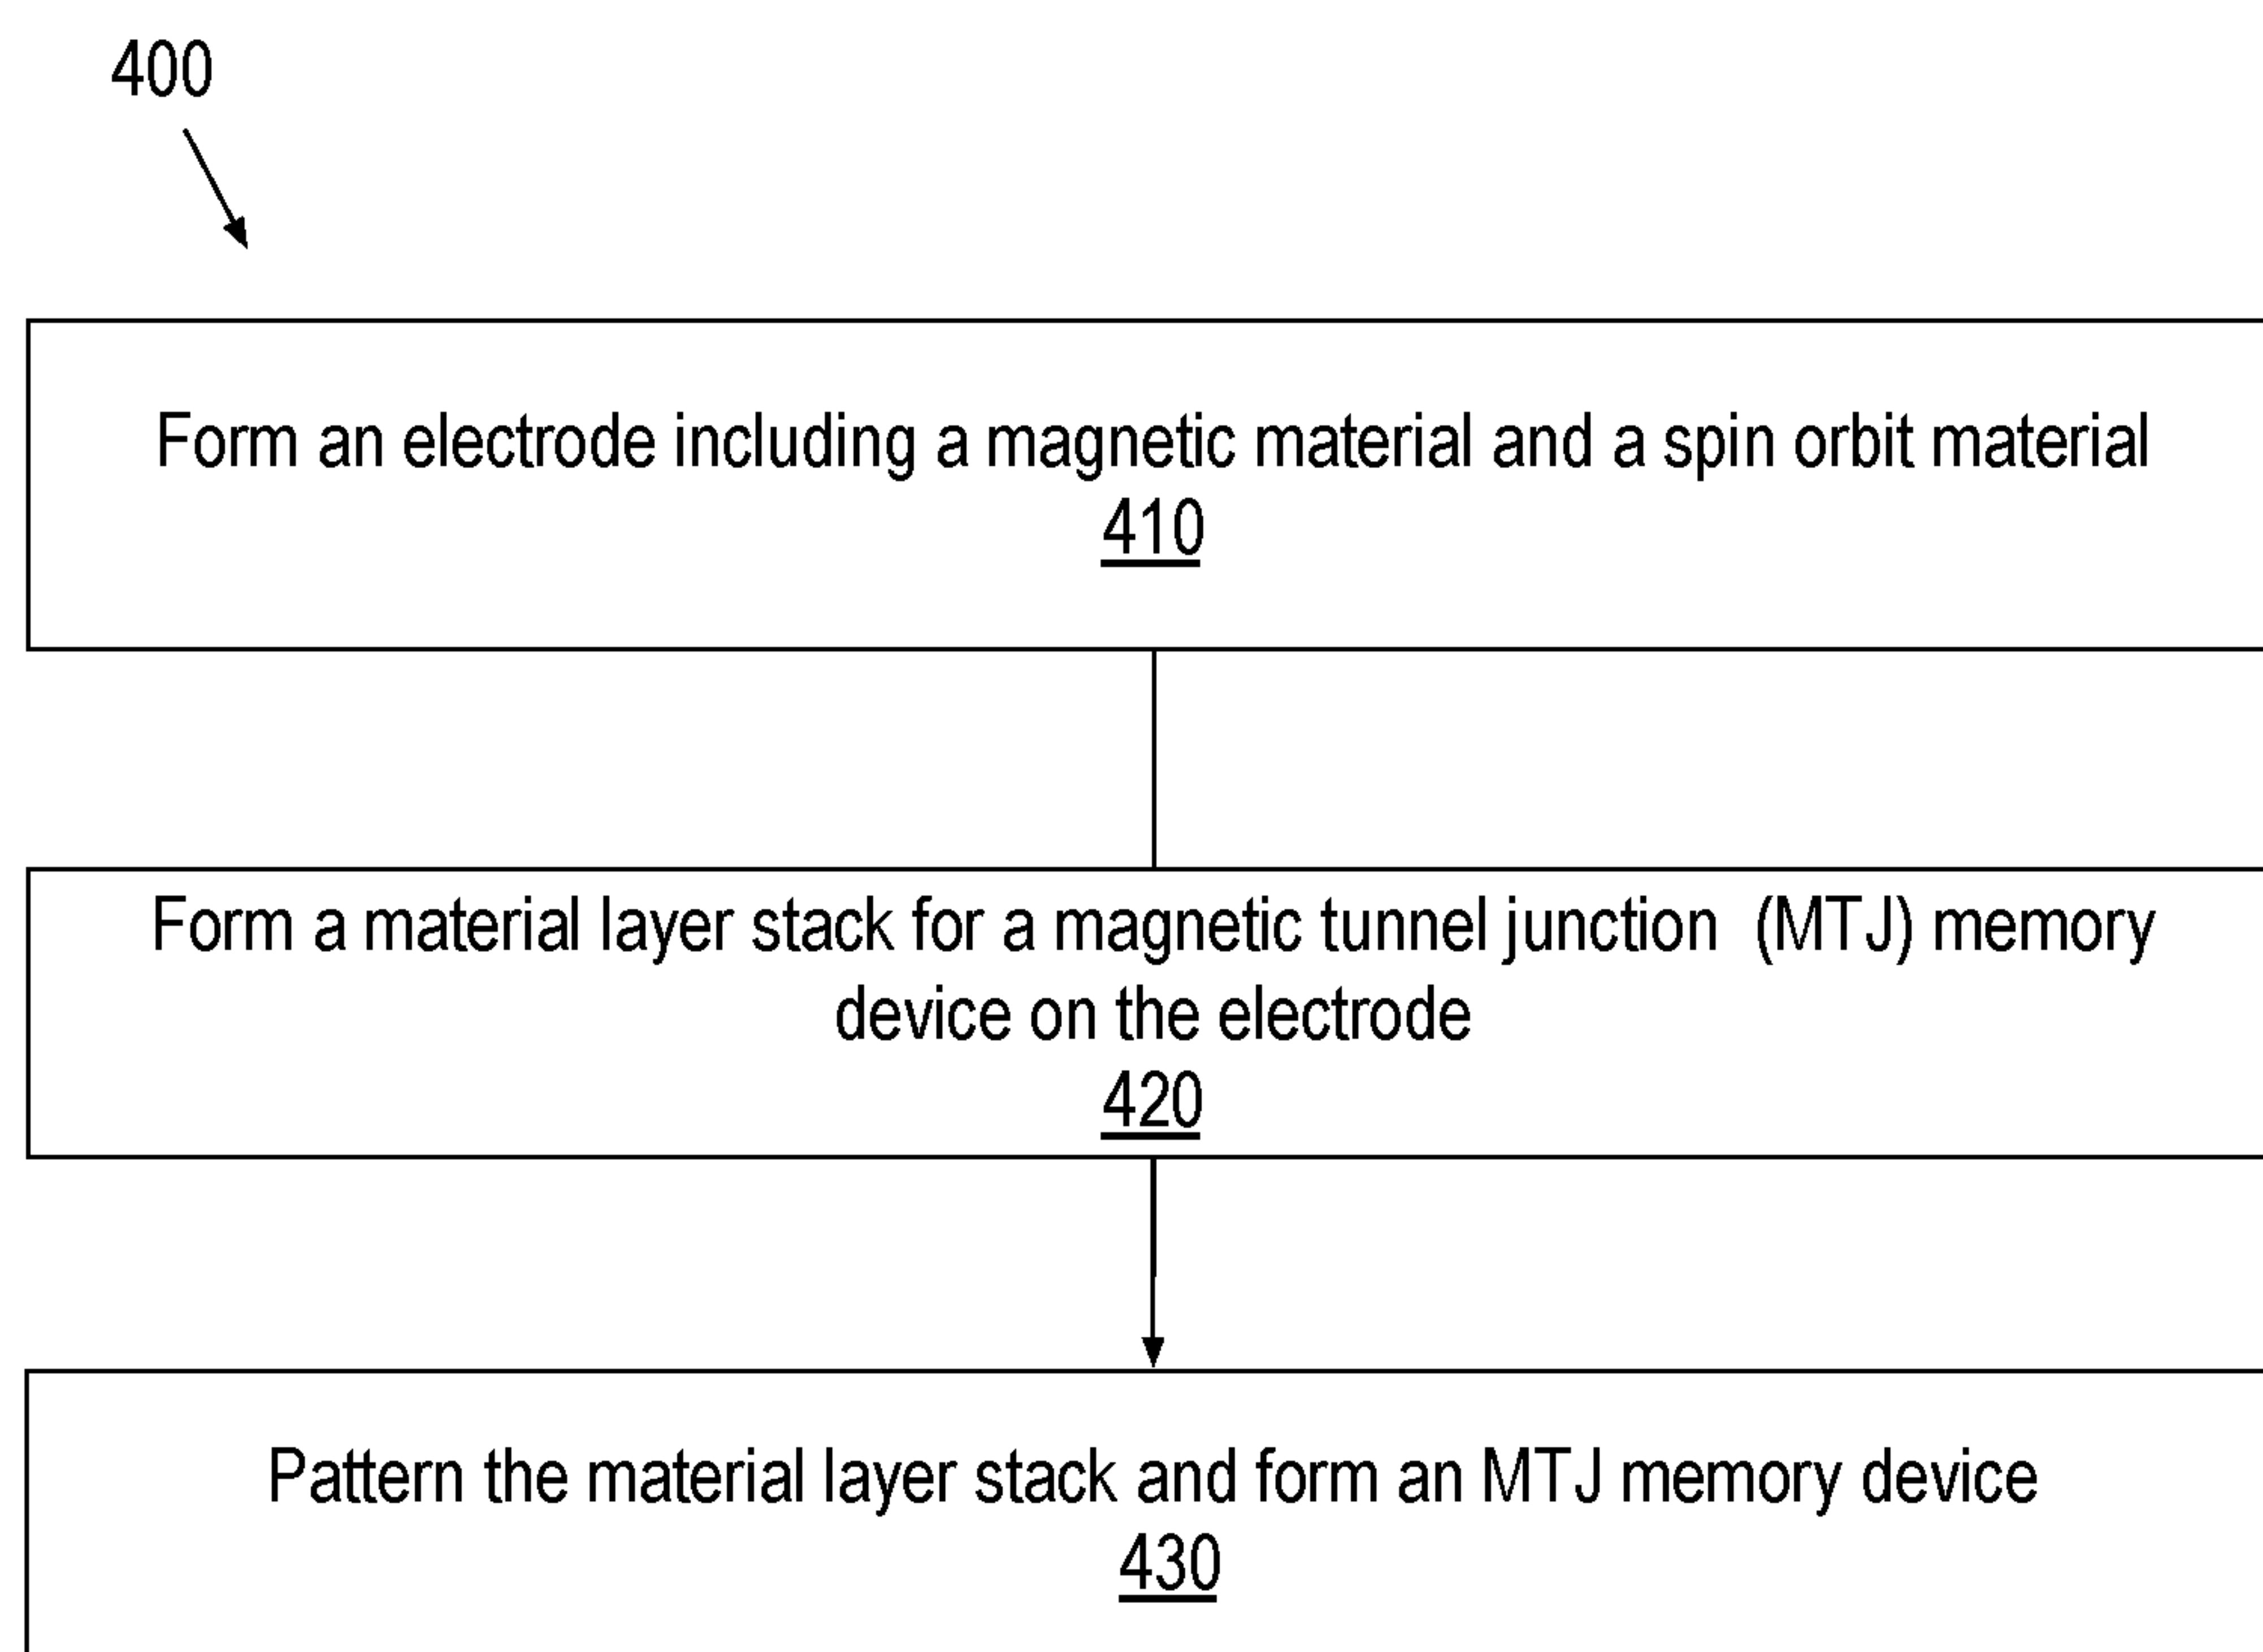 400
Form an electrode including a magnetic material and a spin orbit material
410
Form a material layer stack for a magnetic tunnel junction (MTJ) memory
device on the electrode
420
Pattern the material layer stack and form an MTJ memory device
430